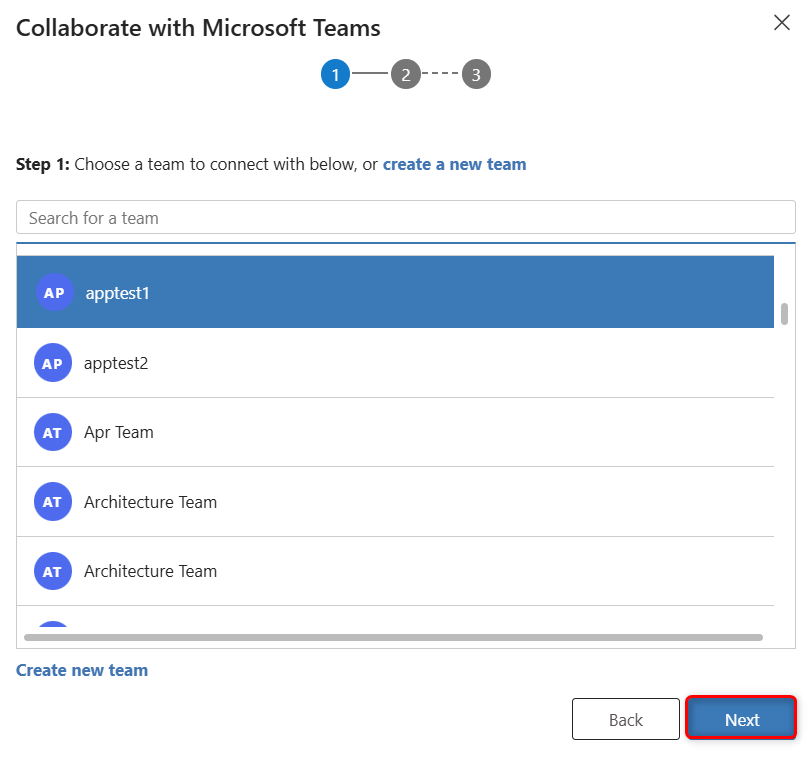 Collaborate with Microsoft Teams
1 2 3
Step 1: Choose a team to connect with below, or create a new team
Search for a team
AP apptest1
AP apptest2
AT Apr Team
AT Architecture Team
AT Architecture Team
Create new team
Back Next